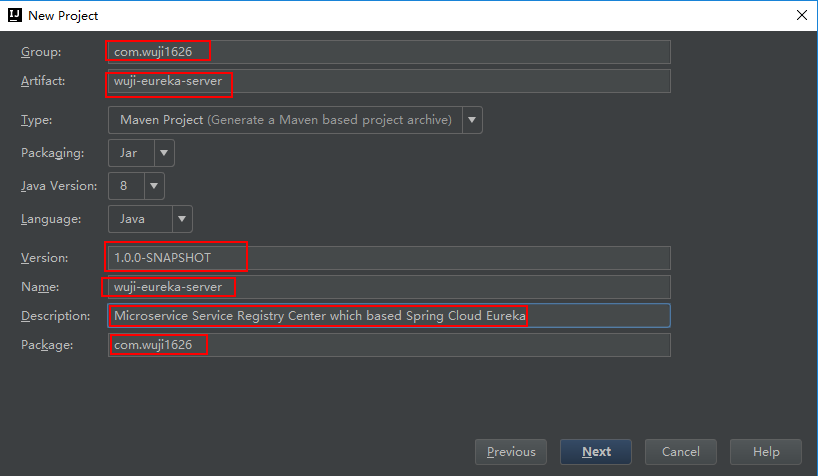 New Project
Group: com.wuji1626
Artifact: wuji-eureka-server
Type: Maven Project (Generate a Maven based project archive)
Packaging: Jar
Java Version: 8
Language: Java
Version: 1.0.0-SNAPSHOT
Name: wuji-eureka-server
Description: Microservice Service Registry Center which based Spring Cloud Eureka
Package: com.wuji1626
Previous Next Cancel Help